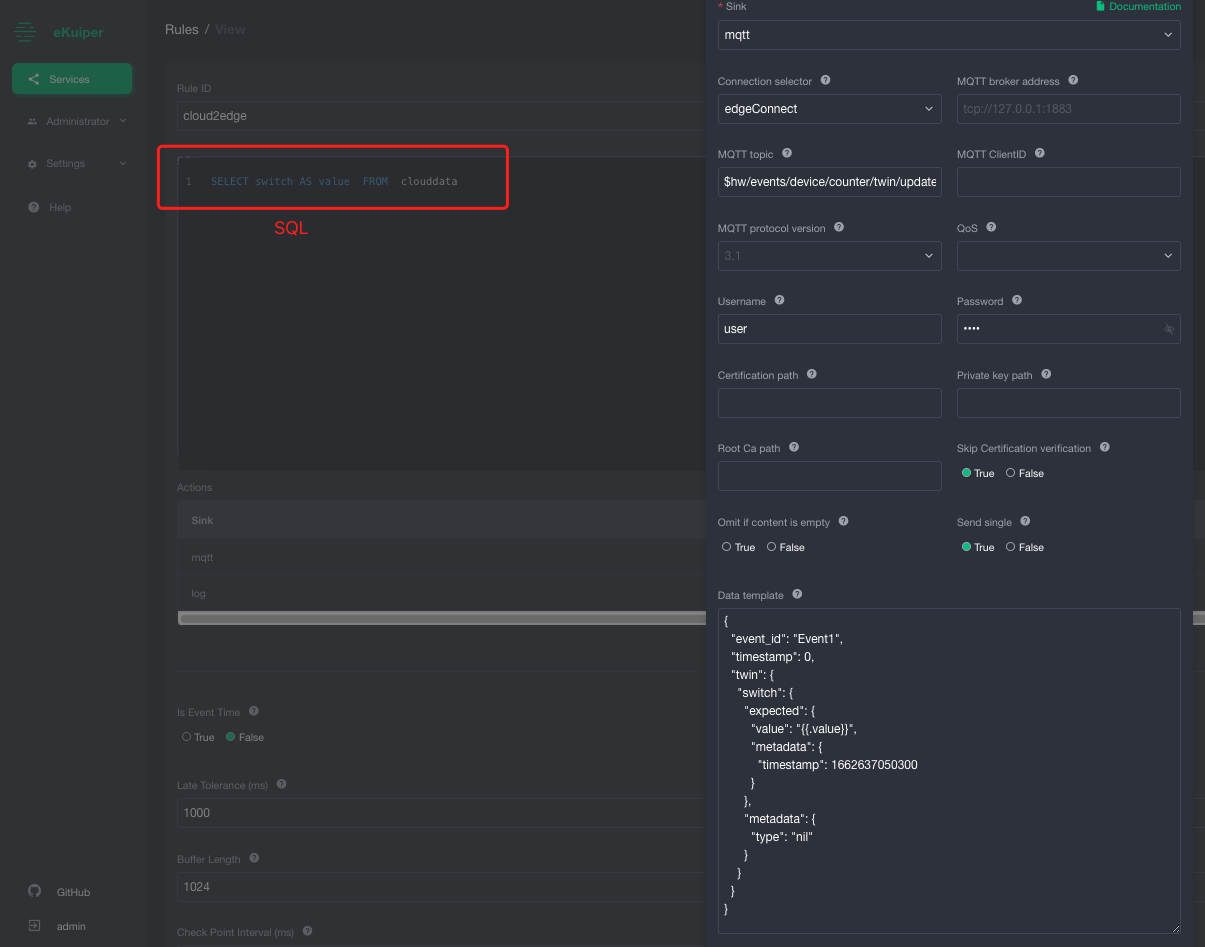 eKuiper
Services
Administrator
Settings
Help
GitHub
admin
Rules / View
Rule ID
cloud2edge
1 SELECT switch AS value FROM clouddata
SQL
Actions
Sink
mqtt
log
Is Event Time
True False
Late Tolerance (ms)
1000
Buffer Length
1024
Check Point Interval (ms)
* Sink
Documentation
mqtt
Connection selector
MQTT broker address
edgeConnect
tcp://127.0.0.1:1883
MQTT topic
MQTT ClientID
$hw/events/device/counter/twin/update
MQTT protocol version
QoS
3.1
Username
Password
user
••••
Certification path
Private key path
Root Ca path
Skip Certification verification
True False
Omit if content is empty
Send single
True False
True False
Data template
{
"event_id": "Event1",
"timestamp": 0,
"twin": {
"switch": {
"expected": {
"value": "{{.value}}",
"metadata": {
"timestamp": 1662637050300
}
},
"metadata": {
"type": "nil"
}
}
}
}